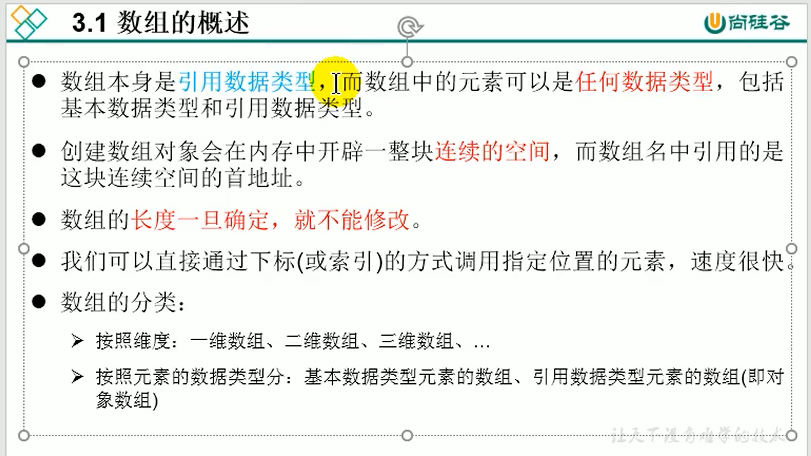 3.1 数组的概述
尚硅谷
数组本身是引用数据类型，而数组中的元素可以是任何数据类型，包括
基本数据类型和引用数据类型。
创建数组对象会在内存中开辟一整块连续的空间，而数组名中引用的是
这块连续空间的首地址。
数组的长度一旦确定，就不能修改。
我们可以直接通过下标(或索引)的方式调用指定位置的元素，速度很快。
数组的分类：
按照维度：一维数组、二维数组、三维数组、…
按照元素的数据类型分：基本数据类型元素的数组、引用数据类型元素的数组(即对
象数组)
让天下没有难学的技术